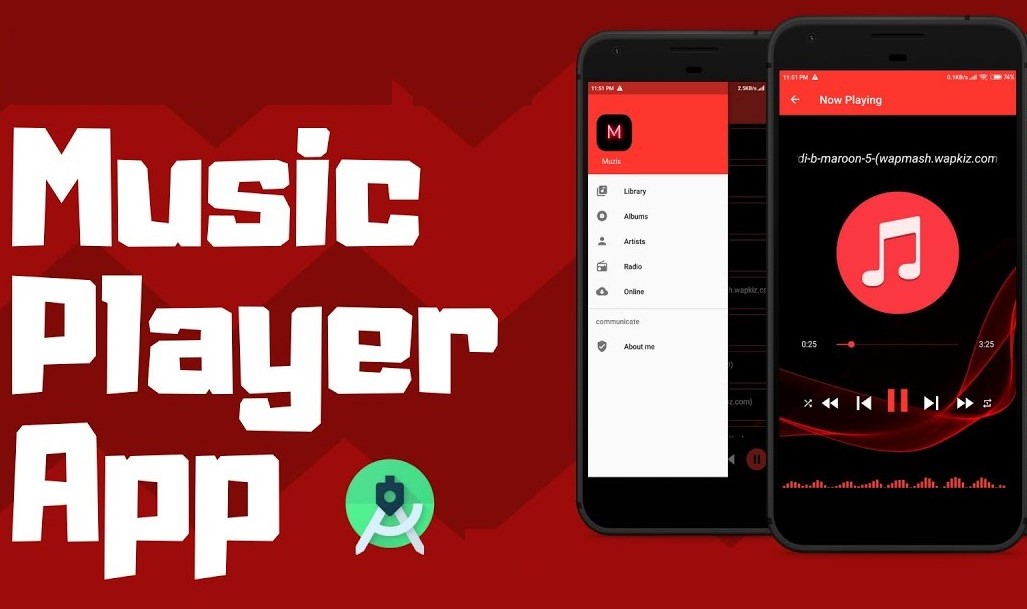 Music
Player
App
11:51 PM
M
Muzix
Library
Albums
Artists
Radio
Online
communicate
About me
2.5KB/s
h.wapkiz.co
)
kiz.com)
11:51 PM
0.1KB/s
74%
Now Playing
di-b-maroon-5-(wapmash.wapkiz.com
0:25
3:25